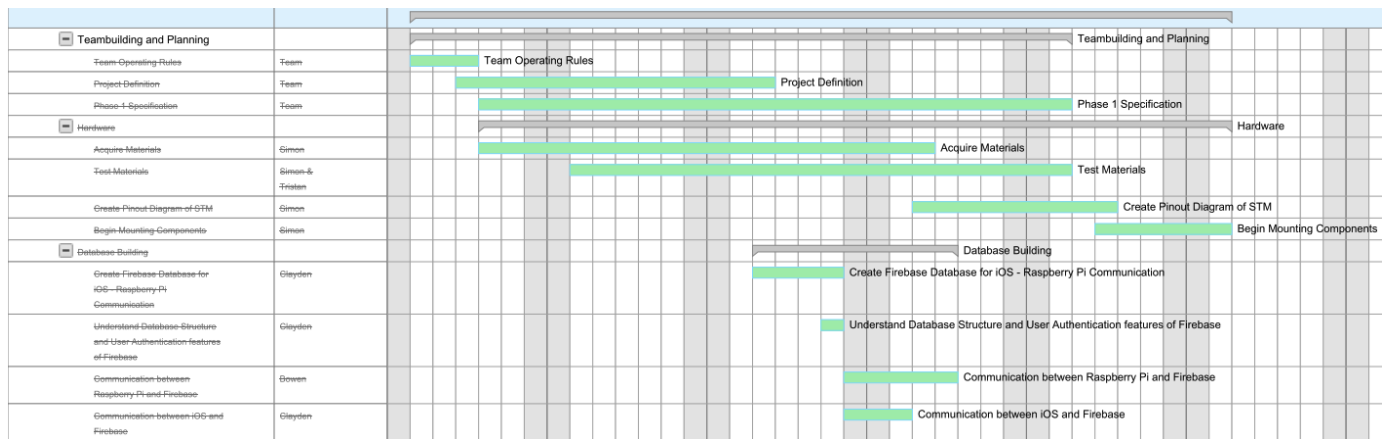 Teambuilding and Planning
Teambuilding and Planning
Team Operating Rules
Team
Team Operating Rules
Project Definition
Team
Project Definition
Phase 1 Specification
Team
Phase 1 Specification
Hardware
Hardware
Acquire Materials
Simon
Acquire Materials
Test Materials
Simon &
Tristan
Test Materials
Create Pinout Diagram of STM
Simon
Create Pinout Diagram of STM
Begin Mounting Components
Simon
Begin Mounting Components
Database Building
Database Building
Create Firebase Database for
iOS - Raspberry Pi
Communication
Clayden
Create Firebase Database for iOS - Raspberry Pi Communication
Understand Database Structure
and User Authentication features
of Firebase
Clayden
Understand Database Structure and User Authentication features of Firebase
Communication between
Raspberry Pi and Firebase
Bowen
Communication between Raspberry Pi and Firebase
Communication between iOS and
Firebase
Clayden
Communication between iOS and Firebase